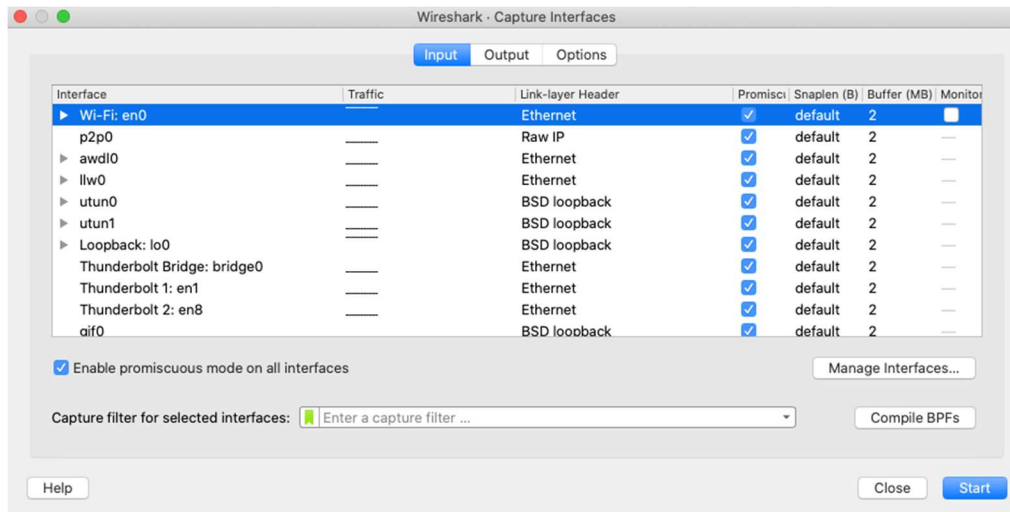 Wireshark · Capture Interfaces
Input Output Options
Interface Traffic Link-layer Header Promisci Snaplen (B) Buffer (MB) Monitor
Wi-Fi: en0 Ethernet default 2
p2p0 Raw IP default 2 —
awdl0 Ethernet default 2 —
llw0 Ethernet default 2 —
utun0 BSD loopback default 2 —
utun1 BSD loopback default 2 —
Loopback: lo0 BSD loopback default 2 —
Thunderbolt Bridge: bridge0 Ethernet default 2 —
Thunderbolt 1: en1 Ethernet default 2 —
Thunderbolt 2: en8 Ethernet default 2 —
gif0 BSD loopback default 2 —
Enable promiscuous mode on all interfaces Manage Interfaces...
Capture filter for selected interfaces: Enter a capture filter ... Compile BPFs
Help Close Start